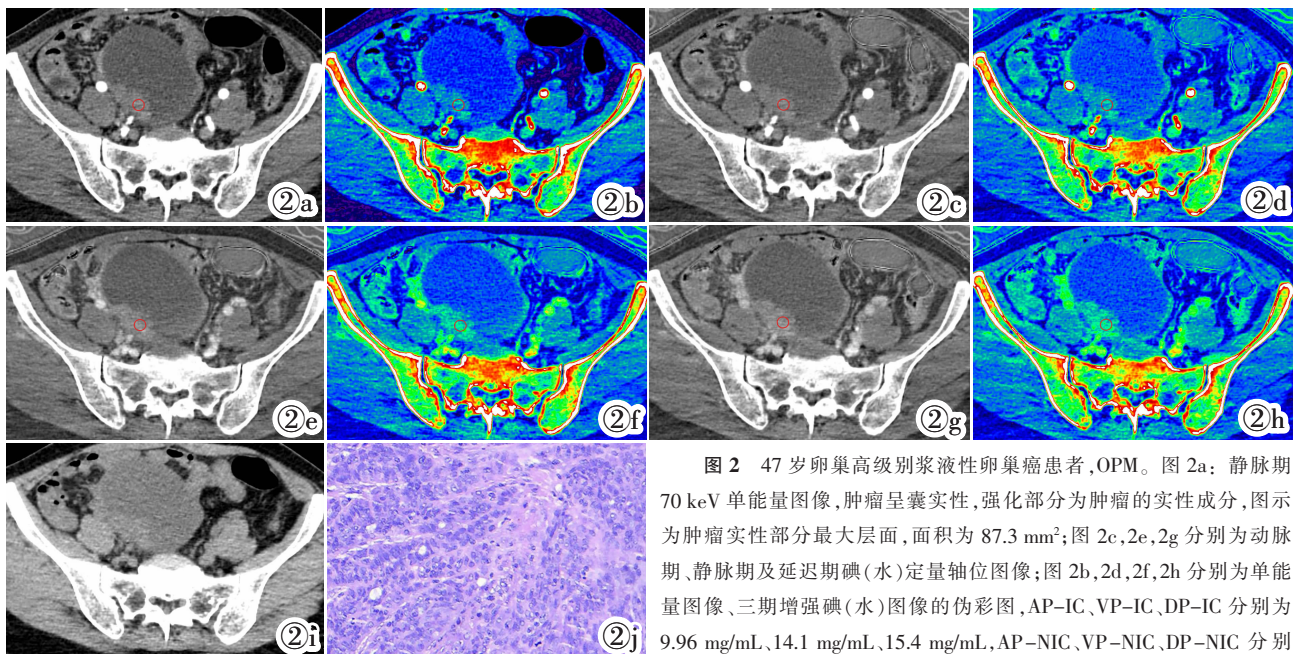 ②a
②b
②c
②d
②e
②f
②g
②h
②i
②j
图 2 47 岁卵巢高级别浆液性卵巢癌患者,OPM。图 2a：静脉期
70 keV 单能量图像,肿瘤呈囊实性,强化部分为肿瘤的实性成分,图示
为肿瘤实性部分最大层面,面积为 87.3 mm²;图 2c,2e,2g 分别为动脉
期、静脉期及延迟期碘(水)定量轴位图像;图 2b,2d,2f,2h 分别为单能
量图像、三期增强碘(水)图像的伪彩图,AP-IC、VP-IC、DP-IC 分别为
9.96 mg/mL、14.1 mg/mL、15.4 mg/mL,AP-NIC、VP-NIC、DP-NIC 分别